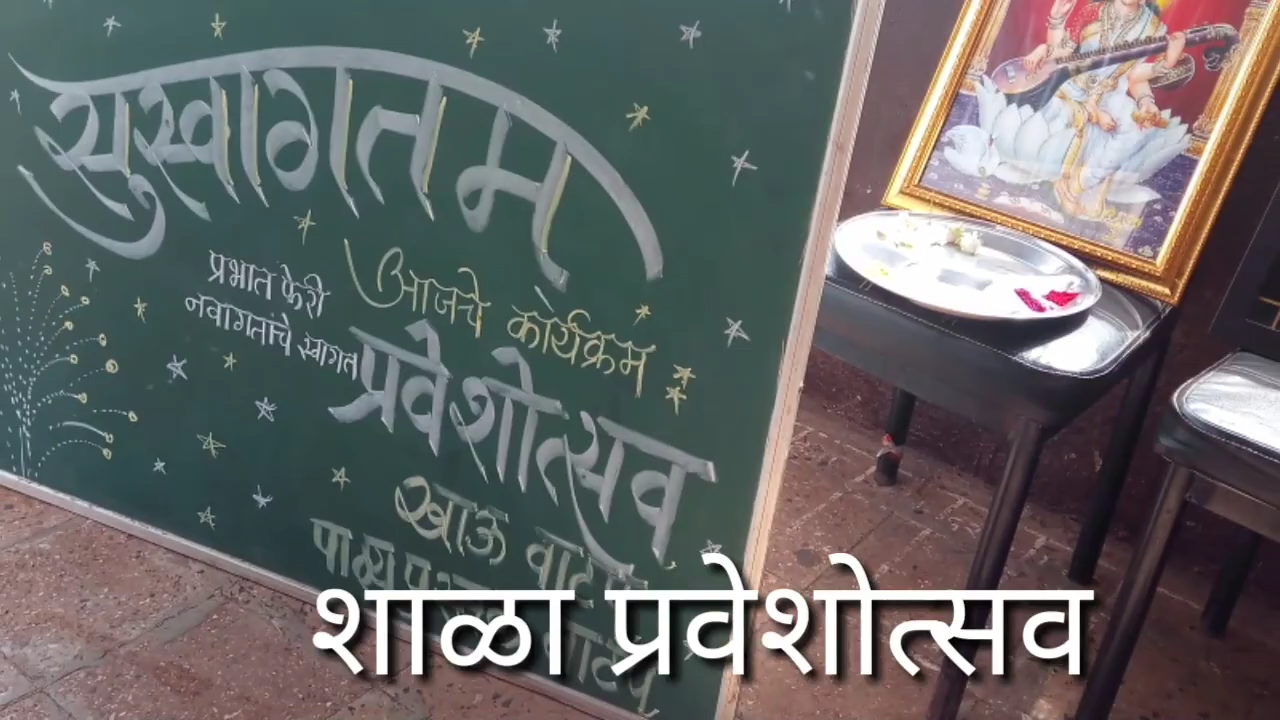 सुस्वागतम
आजचे कार्यक्रम
प्रभात फेरी
नवागतांचे स्वागत
प्रवेशोत्सव
खाऊ वाटप
शाळा प्रवेशोत्सव